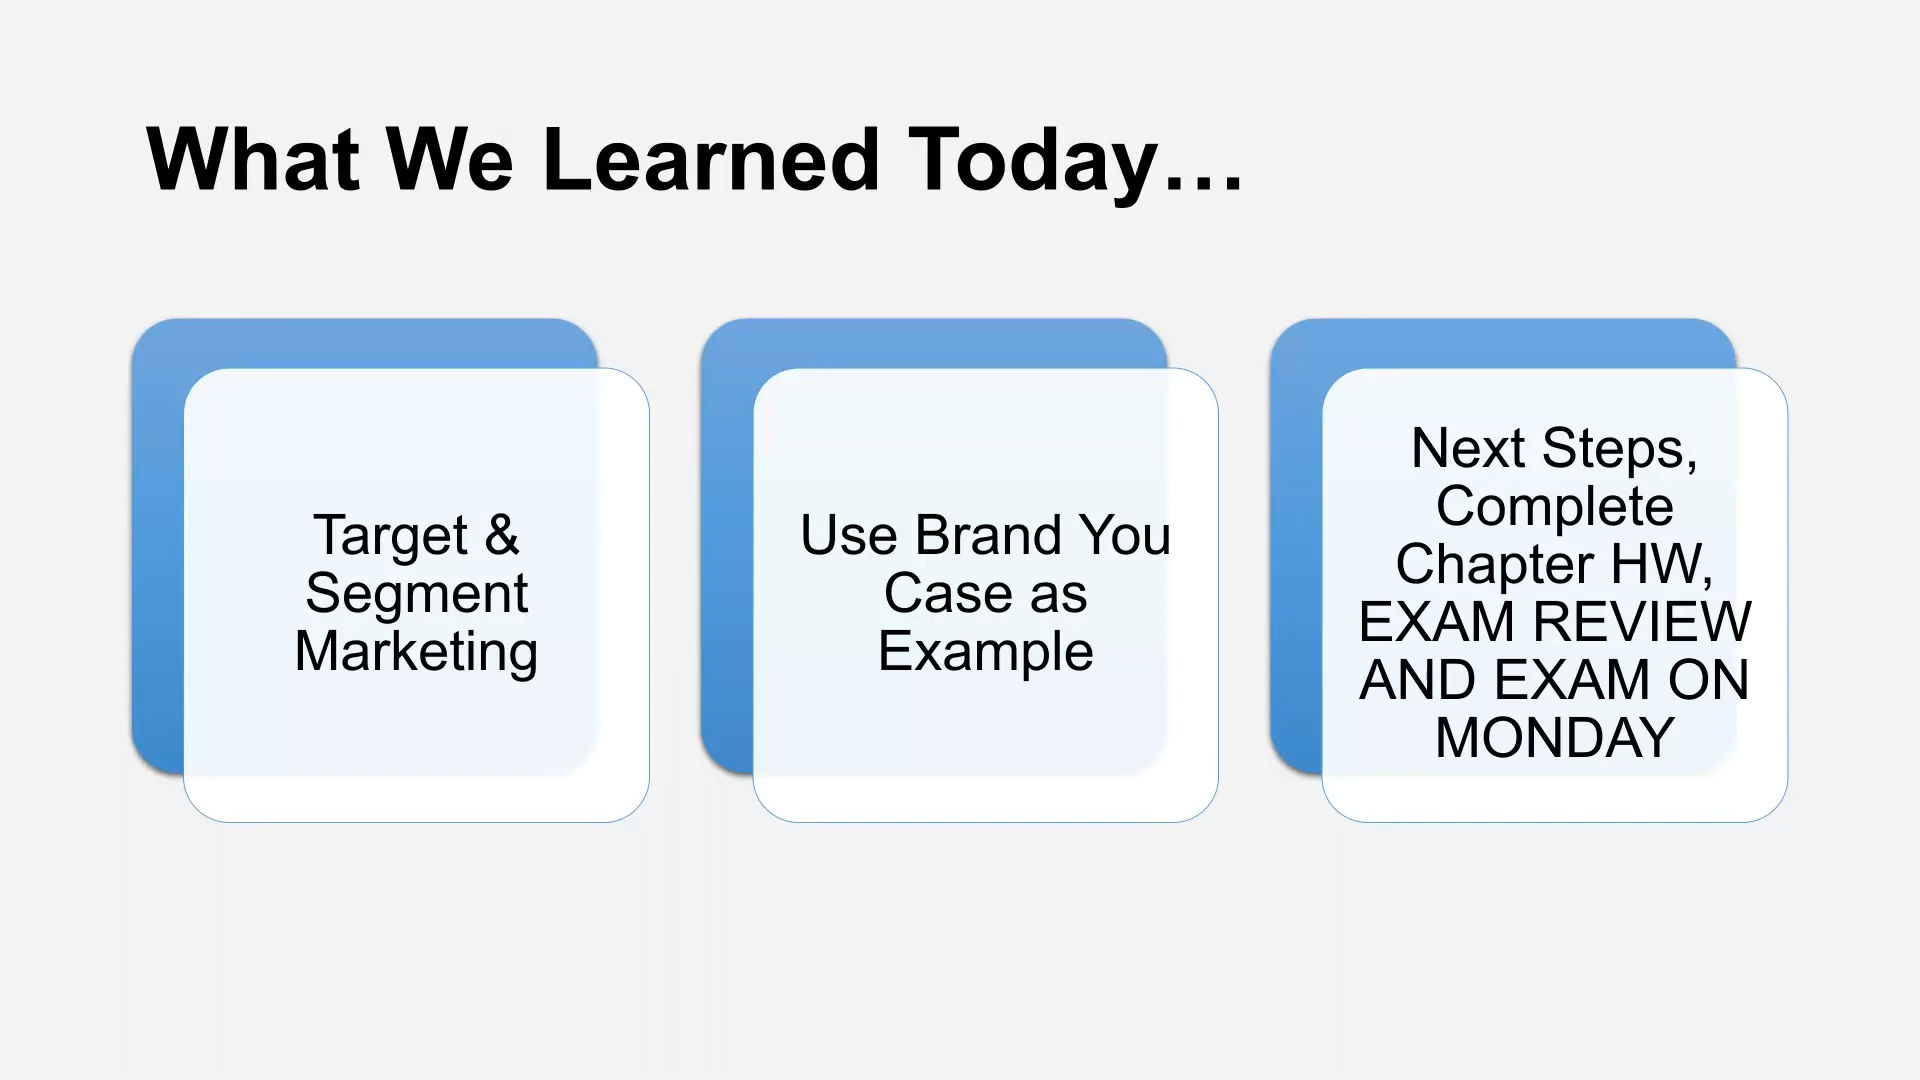 What We Learned Today…
Target &
Segment
Marketing
Use Brand You
Case as
Example
Next Steps,
Complete
Chapter HW,
EXAM REVIEW
AND EXAM ON
MONDAY